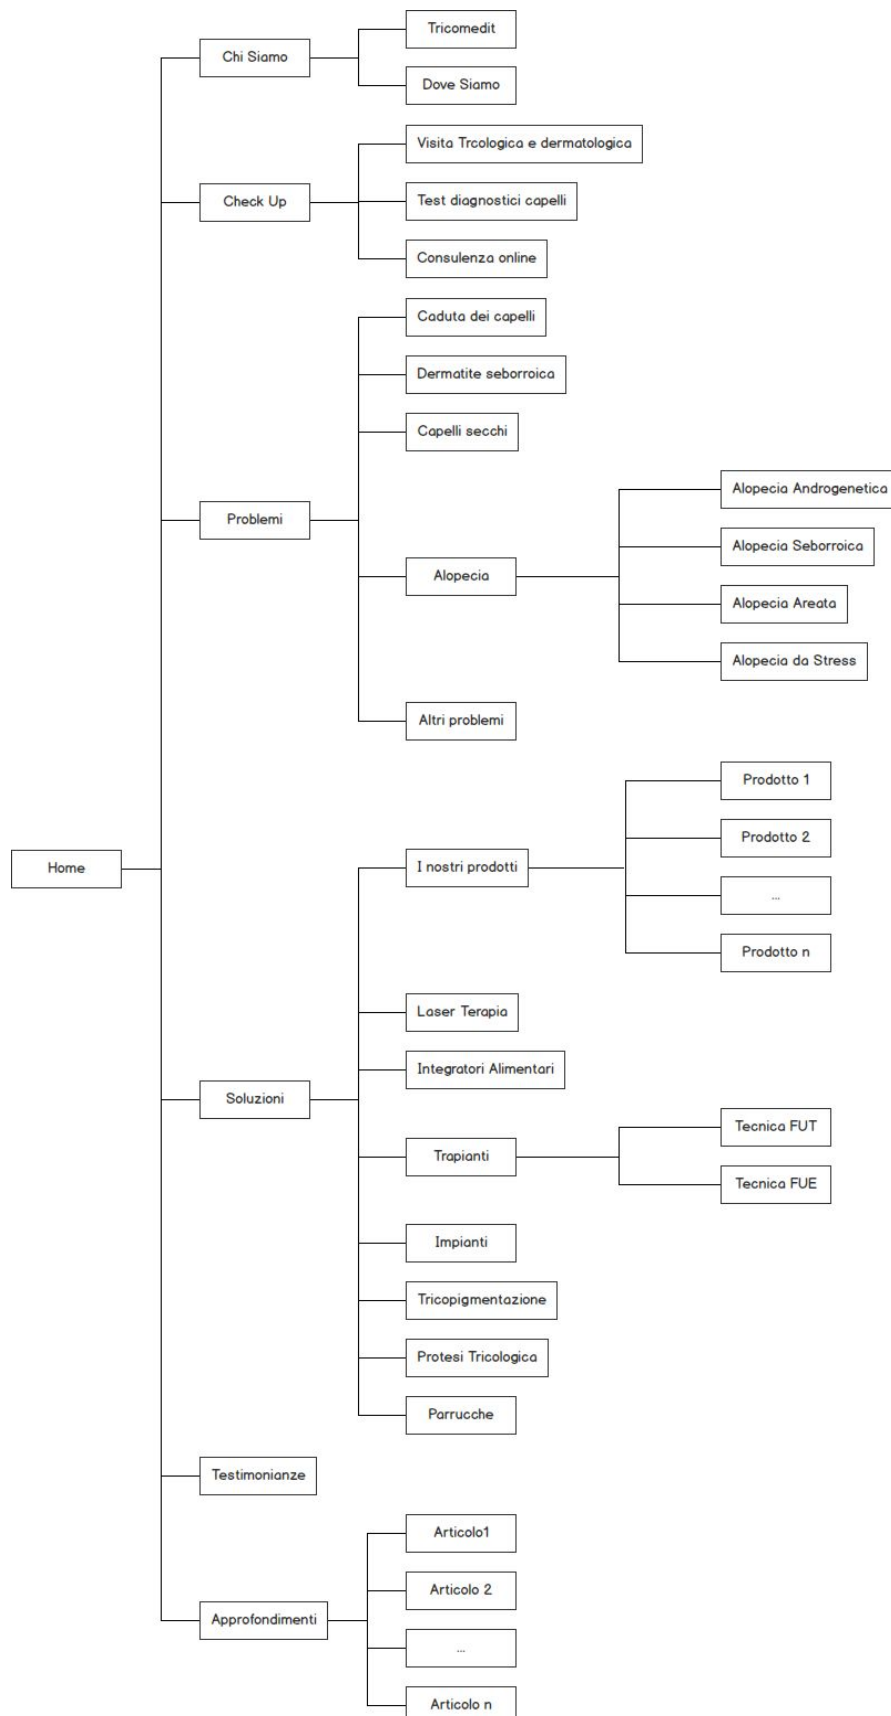 Tricomedit
Chi Siamo
Dove Siamo
Visita Trcologica e dermatologica
Check Up
Test diagnostici capelli
Consulenza online
Caduta dei capelli
Dermatite seborroica
Capelli secchi
Alopecia Androgenetica
Problemi
Alopecia Seborroica
Alopecia
Alopecia Areata
Alopecia da Stress
Altri problemi
Prodotto 1
Prodotto 2
Home
I nostri prodotti
...
Prodotto n
Laser Terapia
Integratori Alimentari
Soluzioni
Tecnica FUT
Trapianti
Tecnica FUE
Impianti
Tricopigmentazione
Protesi Tricologica
Parrucche
Testimonianze
Articolo1
Articolo 2
Approfondimenti
...
Articolo n